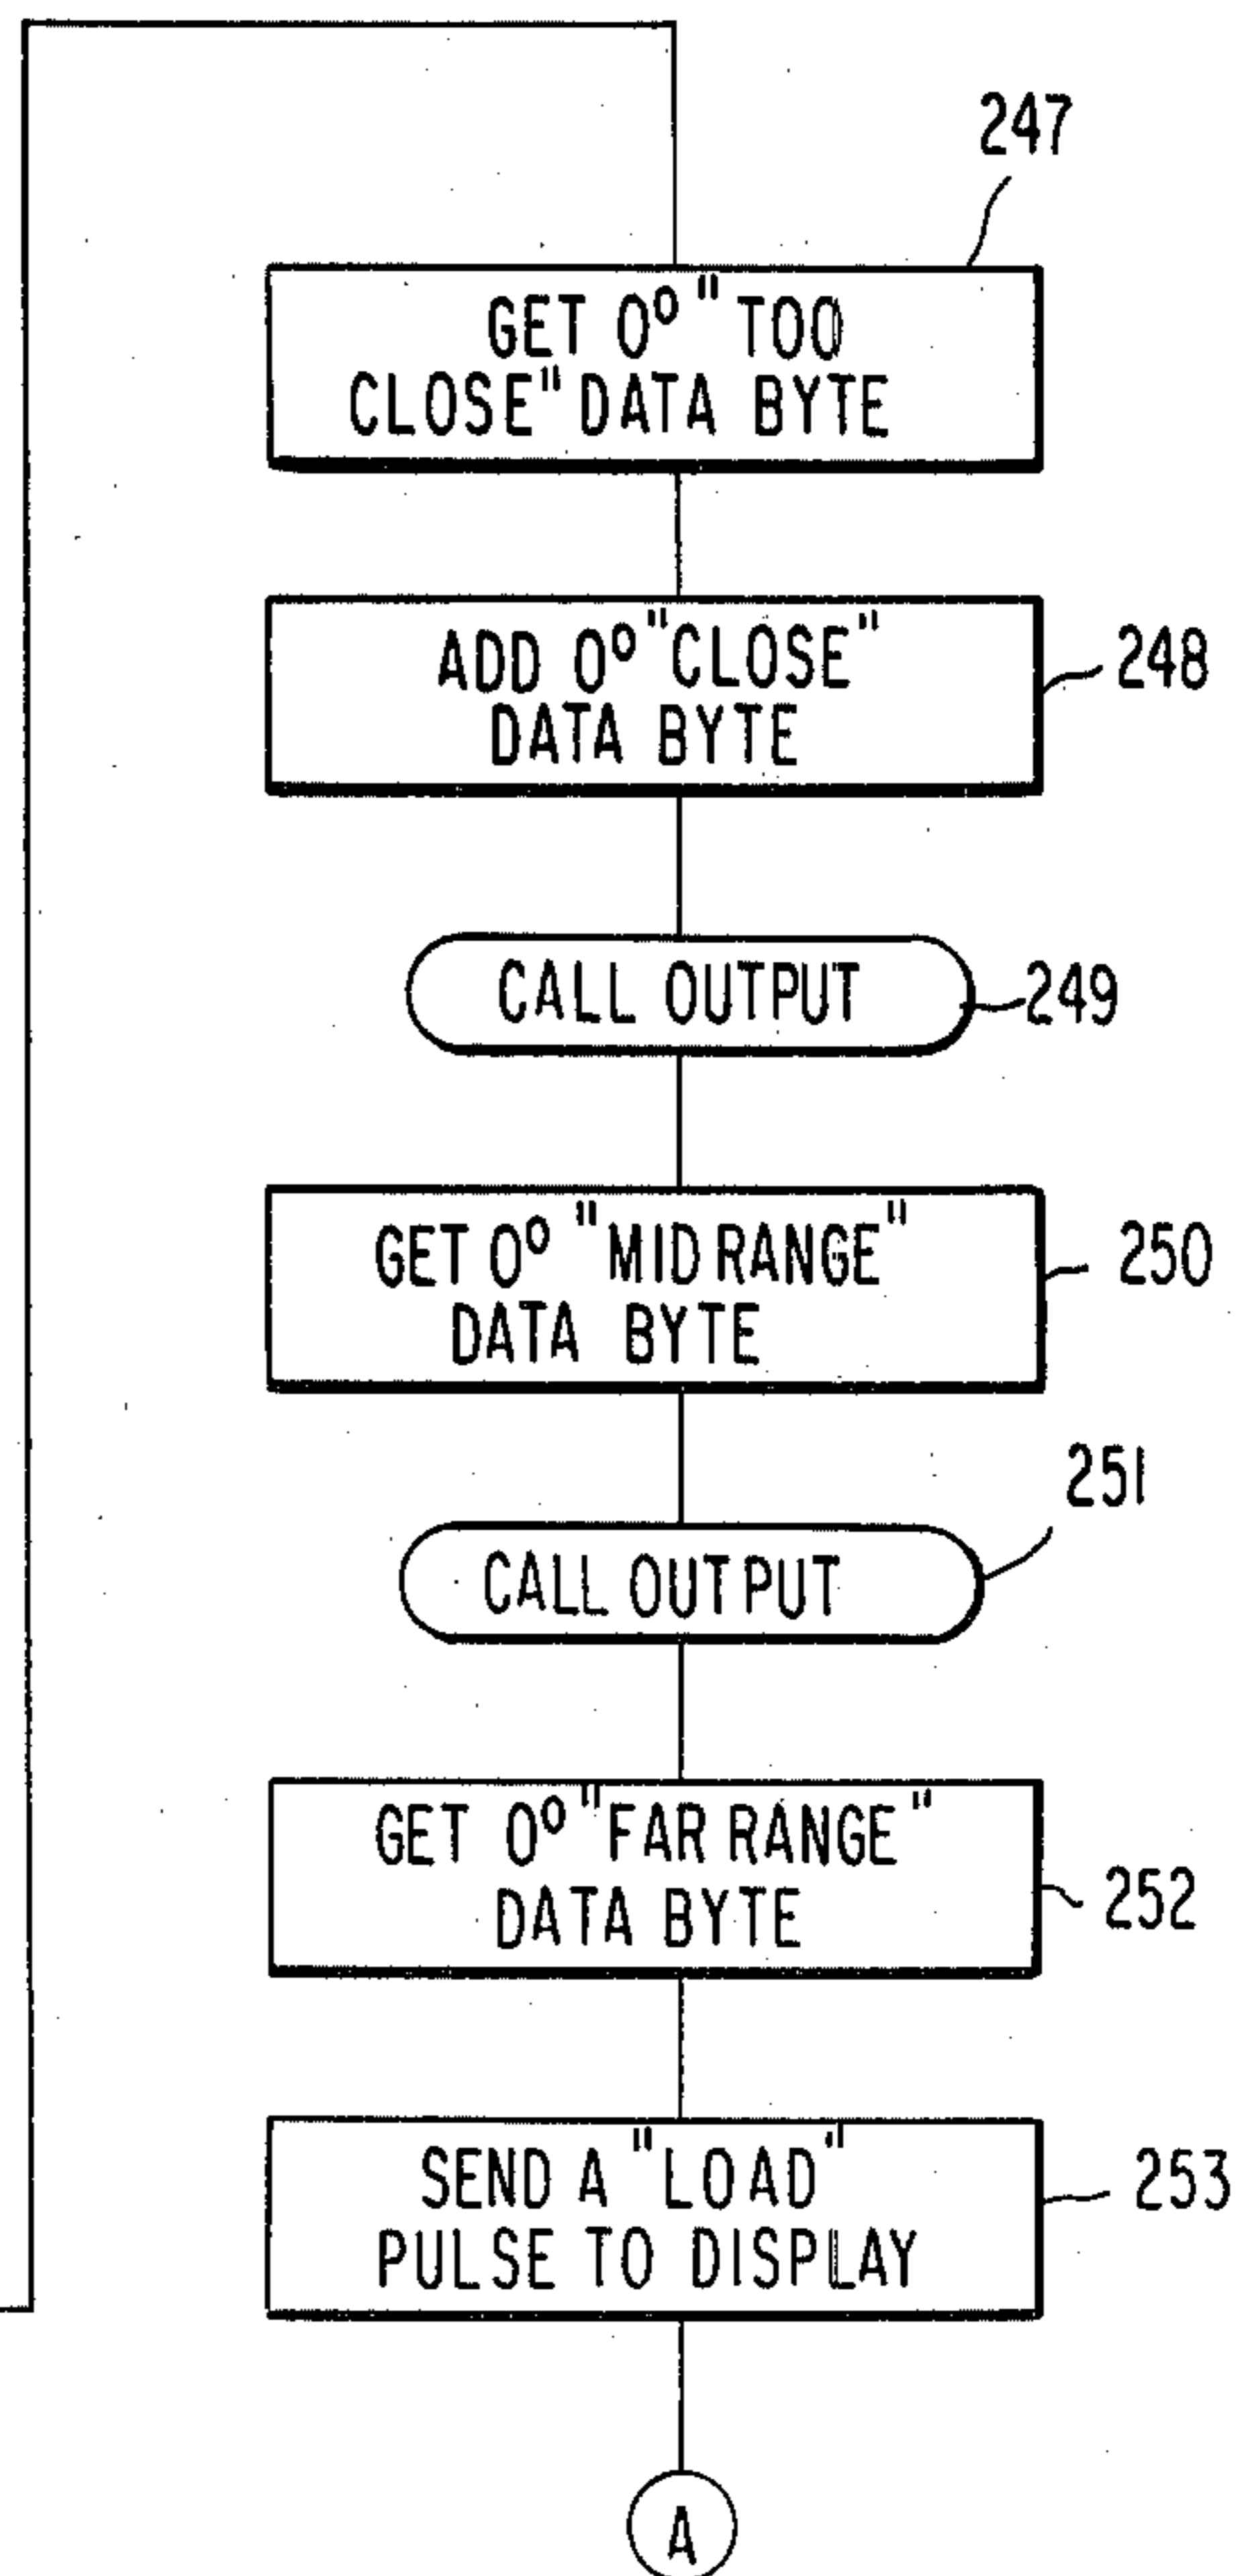 247
GET 0° "TOO
CLOSE" DATA BYTE
ADD 0° "CLOSE"
DATA BYTE
248
CALL OUTPUT
249
GET 0° "MID RANGE"
DATA BYTE
250
251
CALL OUTPUT
GET 0° "FAR RANGE"
DATA BYTE
252
SEND A "LOAD"
PULSE TO DISPLAY
253
A